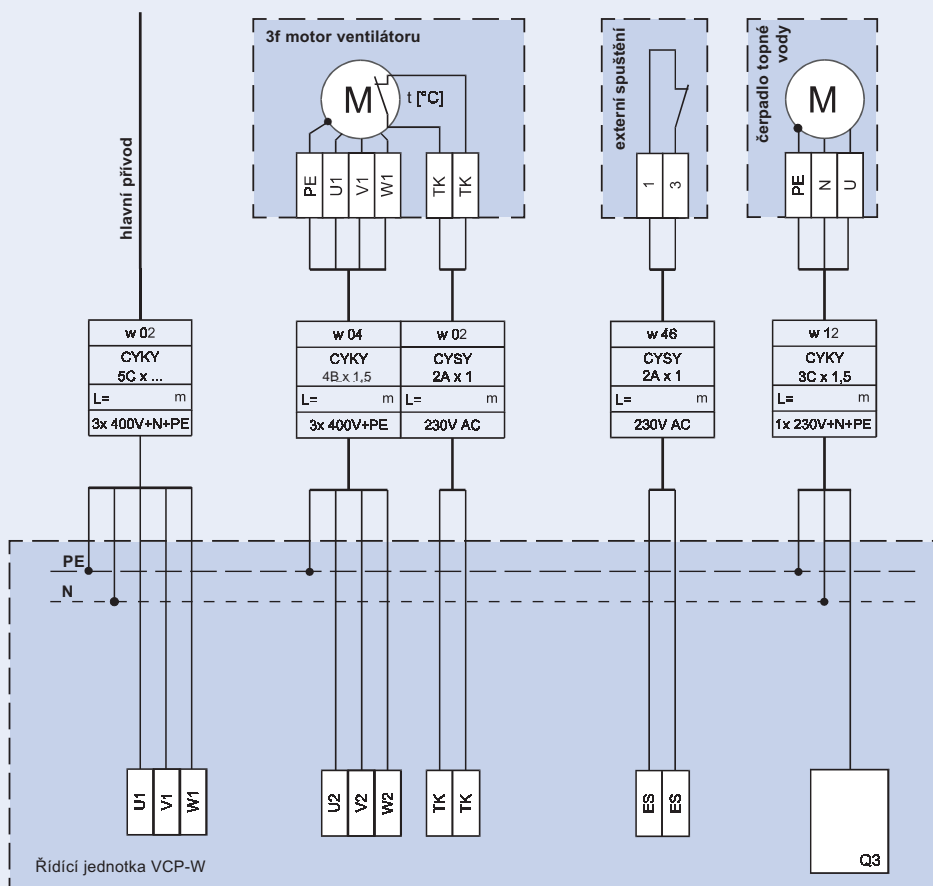 hlavní přívod
3f motor ventilátoru
M
t [°C]
PE
U1
V1
W1
TK
TK
externí spuštění
1
3
čerpadlo topné
vody
M
PE
N
U
w 02
CYKY
5C x ...
L= m
3x 400V+N+PE
w 04
CYKY
4B x 1,5
L= m
3x 400V+PE
w 02
CYSY
2A x 1
L= m
230V AC
w 46
CYSY
2A x 1
L= m
230V AC
w 12
CYKY
3C x 1,5
L= m
1x 230V+N+PE
PE
N
U1
V1
W1
U2
V2
W2
TK
TK
ES
ES
Q3
Řídící jednotka VCP-W